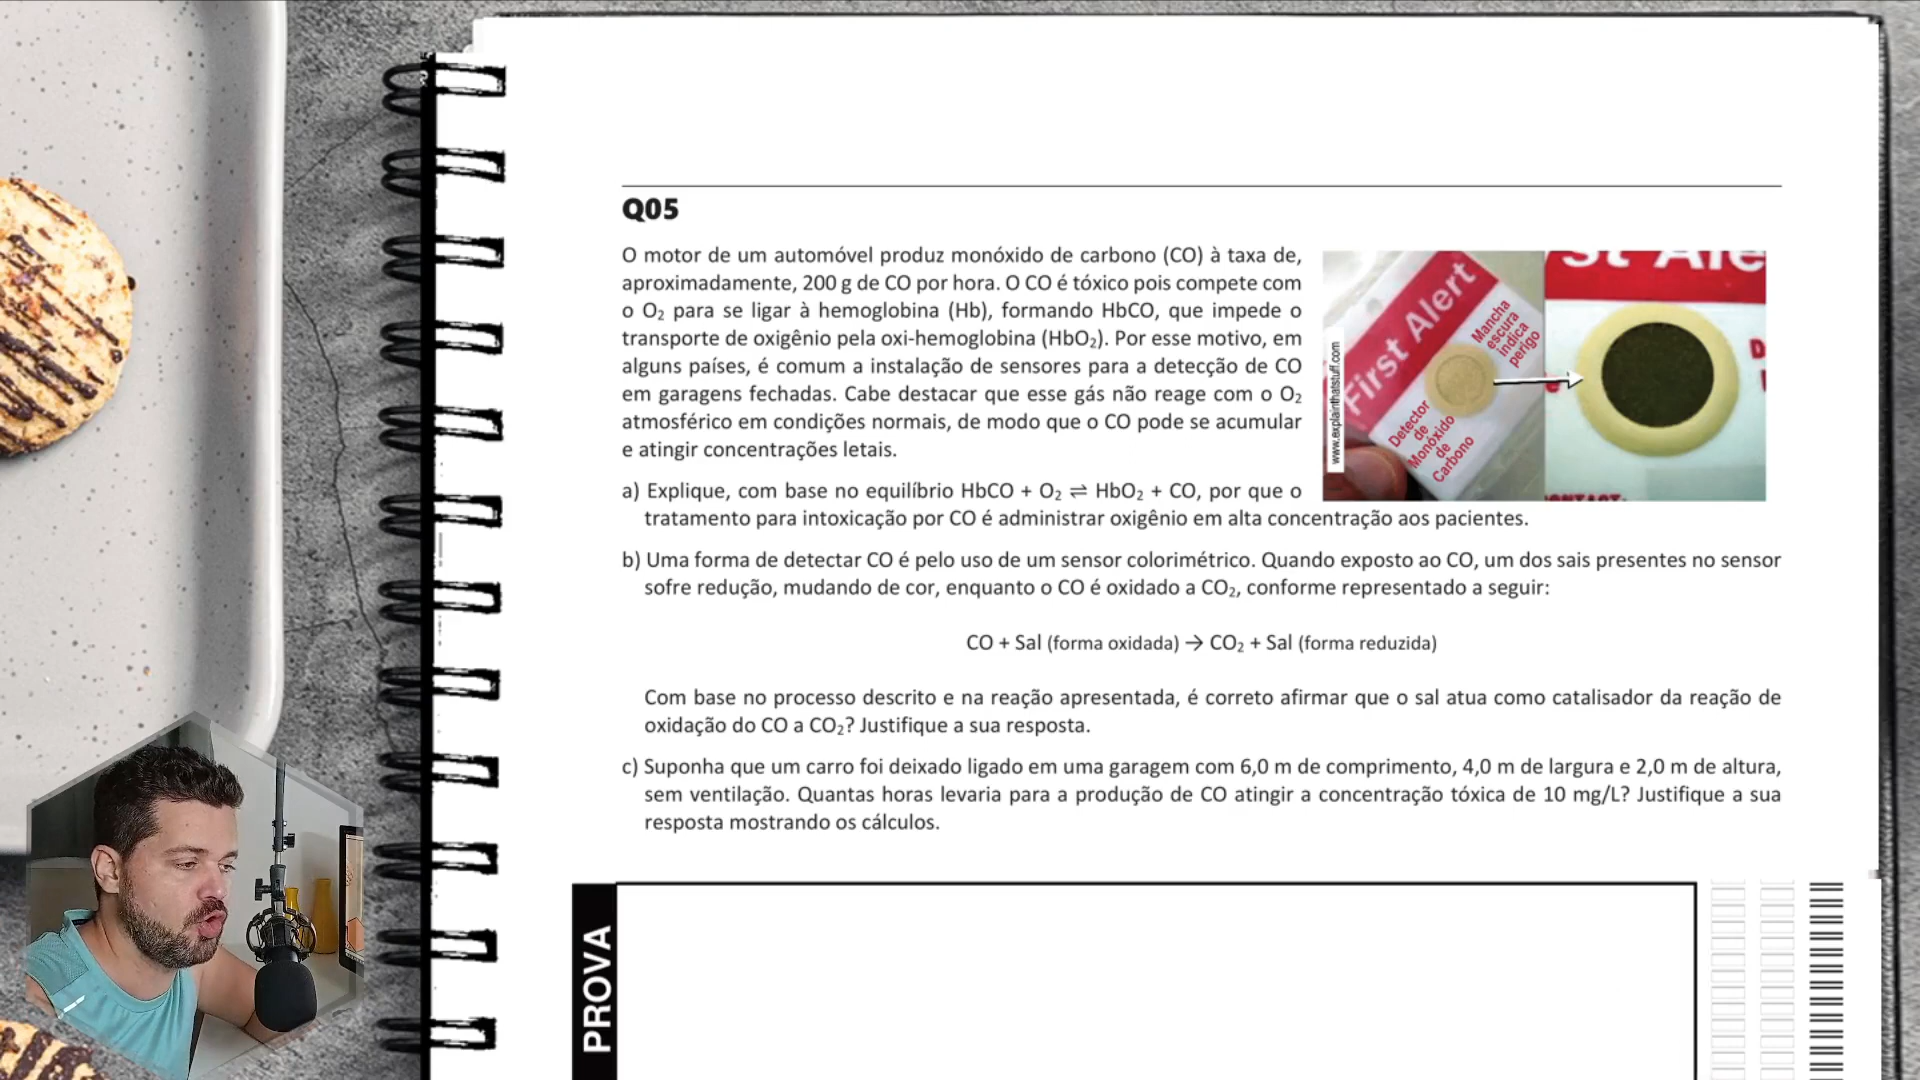 Q05
O motor de um automóvel produz monóxido de carbono (CO) à taxa de,
aproximadamente, 200 g de CO por hora. O CO é tóxico pois compete com
o O₂ para se ligar à hemoglobina (Hb), formando HbCO, que impede o
transporte de oxigênio pela oxi-hemoglobina (HbO₂). Por esse motivo, em
alguns países, é comum a instalação de sensores para a detecção de CO
em garagens fechadas. Cabe destacar que esse gás não reage com o O₂
atmosférico em condições normais, de modo que o CO pode se acumular
e atingir concentrações letais.
www.explainthatstuff.com
First Alert
Mancha
escura
indica
perigo
Detector
de
Monóxido
de
Carbono
St Ale
a) Explique, com base no equilíbrio HbCO + O₂ ⇌ HbO₂ + CO, por que o
tratamento para intoxicação por CO é administrar oxigênio em alta concentração aos pacientes.
b) Uma forma de detectar CO é pelo uso de um sensor colorimétrico. Quando exposto ao CO, um dos sais presentes no sensor
sofre redução, mudando de cor, enquanto o CO é oxidado a CO₂, conforme representado a seguir:
CO + Sal (forma oxidada) → CO₂ + Sal (forma reduzida)
Com base no processo descrito e na reação apresentada, é correto afirmar que o sal atua como catalisador da reação de
oxidação do CO a CO₂? Justifique a sua resposta.
c) Suponha que um carro foi deixado ligado em uma garagem com 6,0 m de comprimento, 4,0 m de largura e 2,0 m de altura,
sem ventilação. Quantas horas levaria para a produção de CO atingir a concentração tóxica de 10 mg/L? Justifique a sua
resposta mostrando os cálculos.
PROVA